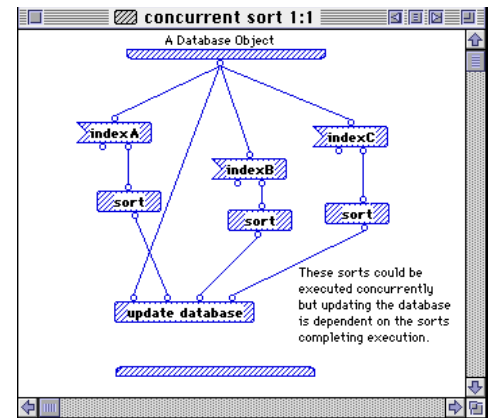 concurrent sort 1:1
A Database Object
indexA
indexC
indexB
sort
sort
sort
These sorts could be
executed concurrently
but updating the database
is dependent on the sorts
completing execution.
update database